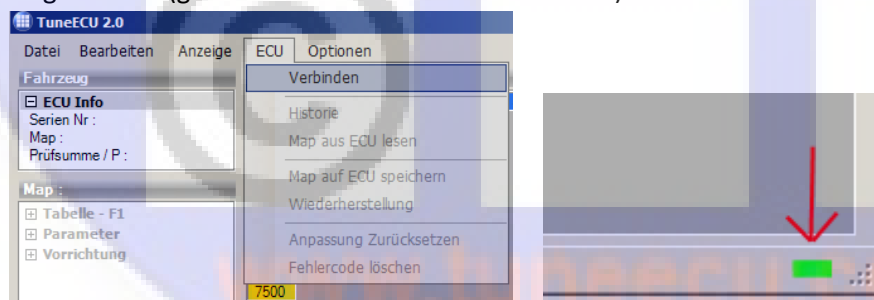 TuneECU 2.0
Datei Bearbeiten Anzeige ECU Optionen
Fahrzeug
ECU Info
Serien Nr :
Map :
Prüfsumme / P :
Map :
Tabelle - F1
Parameter
Vorrichtung
Verbinden
Historie
Map aus ECU lesen
Map auf ECU speichern
Wiederherstellung
Anpassung Zurücksetzen
Fehlercode löschen
7500